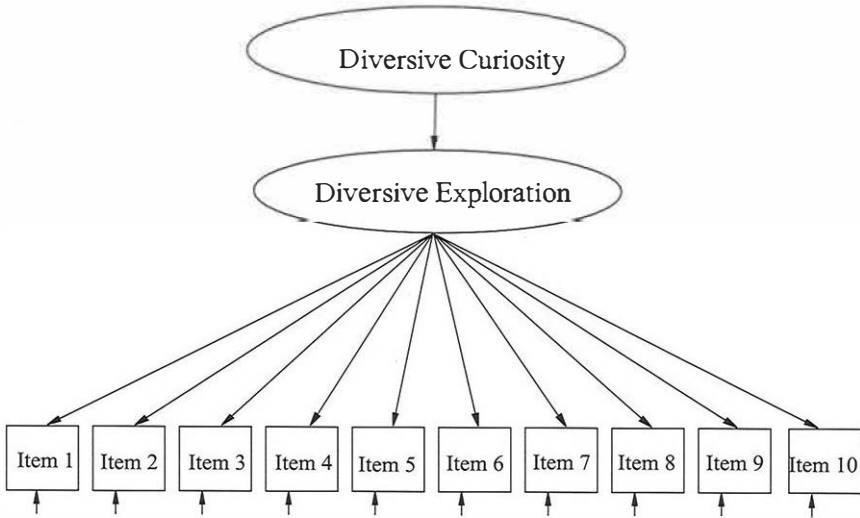 Diversive Curiosity
Diversive Exploration
Item 1
Item 2
Item 3
Item 4
Item 5
Item 6
Item 7
Item 8
Item 9
Item 10